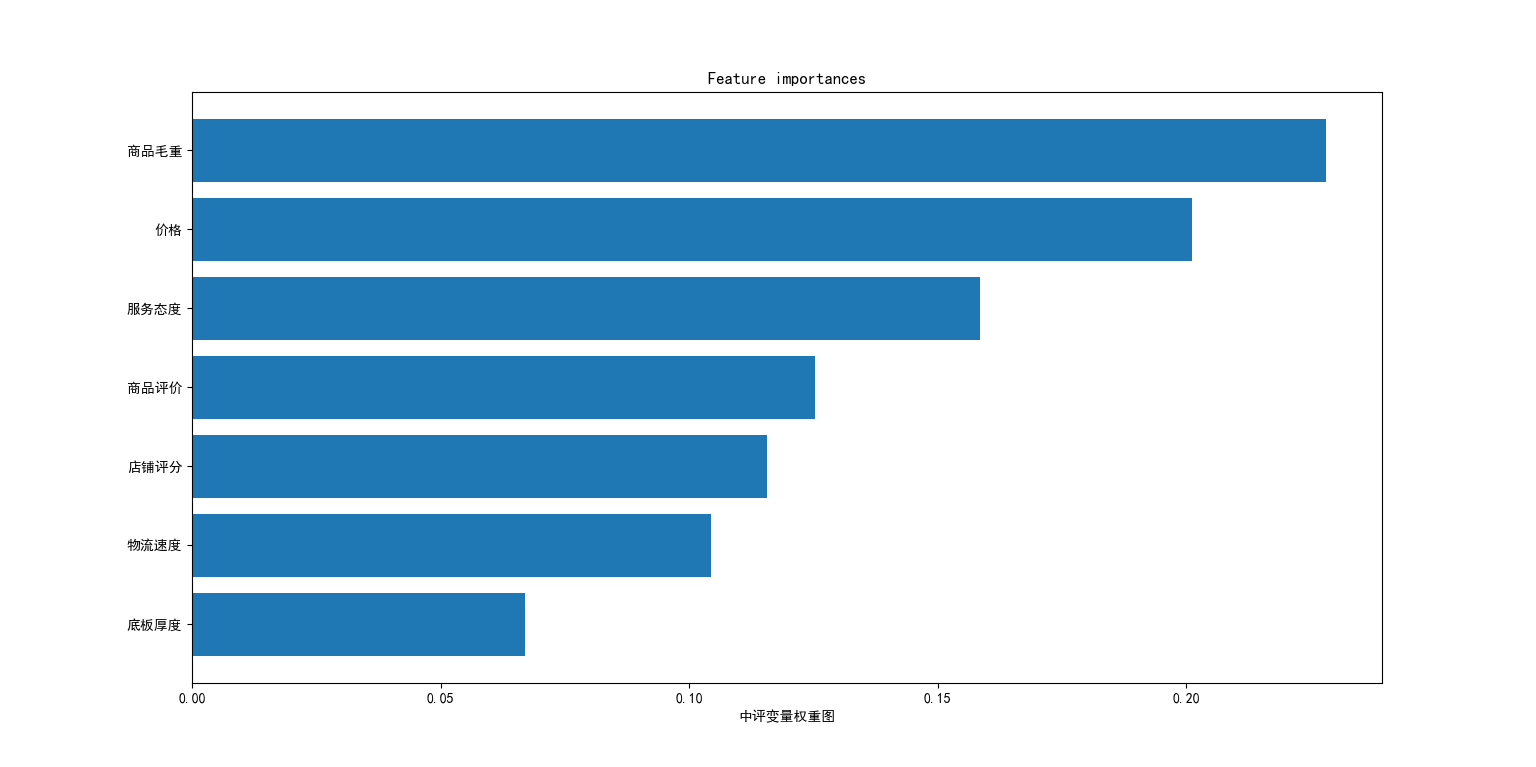 Feature importances
商品毛重
价格
服务态度
商品评价
店铺评分
物流速度
底板厚度
0.00 0.05 0.10 0.15 0.20
中评变量权重图